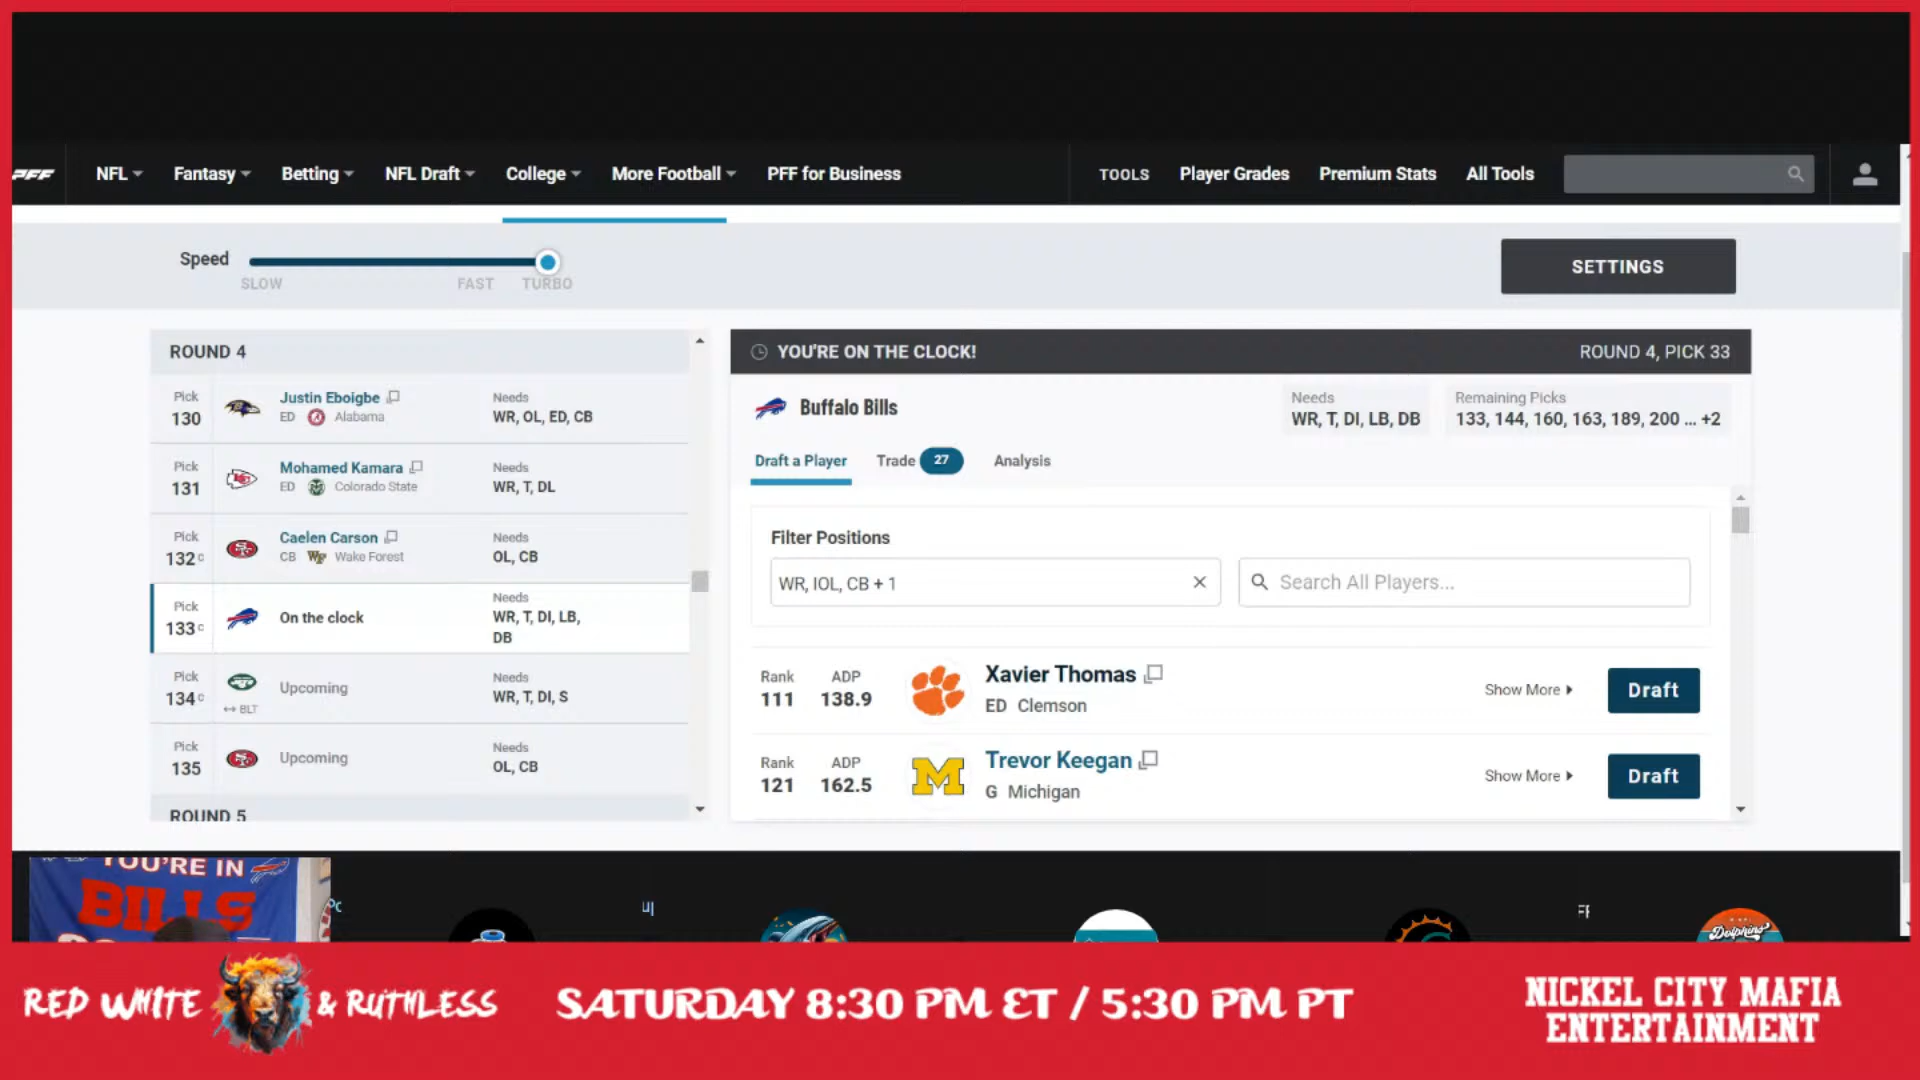 PFF
NFL
Fantasy
Betting
NFL Draft
College
More Football
PFF for Business
TOOLS
Player Grades
Premium Stats
All Tools
Speed
SLOW
FAST
TURBO
SETTINGS
ROUND 4
Pick
130
Justin Eboigbe
ED Alabama
Needs
WR, OL, ED, CB
Pick
131
Mohamed Kamara
ED Colorado State
Needs
WR, T, DL
Pick
132 c
Caelen Carson
CB WF Wake Forest
Needs
OL, CB
Pick
133 c
On the clock
Needs
WR, T, DI, LB,
DB
Pick
134 c
↔ BLT
Upcoming
Needs
WR, T, DI, S
Pick
135
Upcoming
Needs
OL, CB
ROUND 5
YOU'RE ON THE CLOCK!
ROUND 4, PICK 33
Buffalo Bills
Needs
WR, T, DI, LB, DB
Remaining Picks
133, 144, 160, 163, 189, 200 ... +2
Draft a Player
Trade 27
Analysis
Filter Positions
WR, IOL, CB + 1
Search All Players...
Rank
111
ADP
138.9
Xavier Thomas
ED Clemson
Show More
Draft
Rank
121
ADP
162.5
Trevor Keegan
G Michigan
Show More
Draft
YOU'RE IN
BILLS
Dolphins
RED WHITE & RUTHLESS
SATURDAY 8:30 PM ET / 5:30 PM PT
NICKEL CITY MAFIA
ENTERTAINMENT